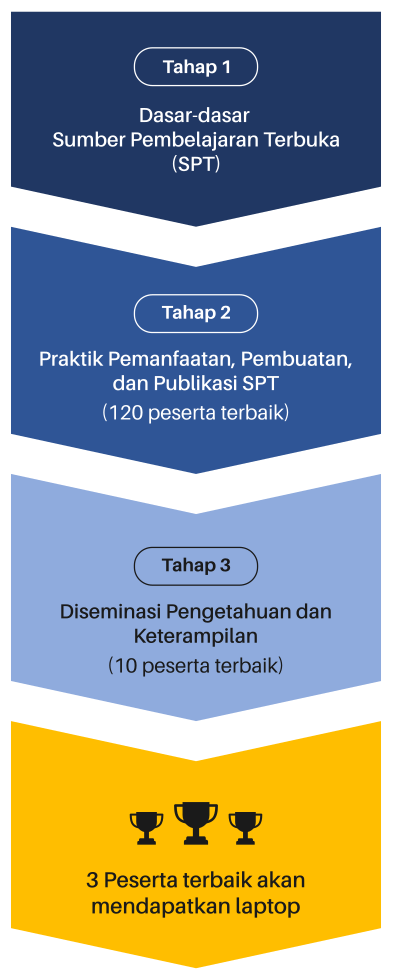 Tahap 1
Dasar-dasar
Sumber Pembelajaran Terbuka
(SPT)
Tahap 2
Praktik Pemanfaatan, Pembuatan,
dan Publikasi SPT
(120 peserta terbaik)
Tahap 3
Diseminasi Pengetahuan dan
Keterampilan
(10 peserta terbaik)
3 Peserta terbaik akan
mendapatkan laptop